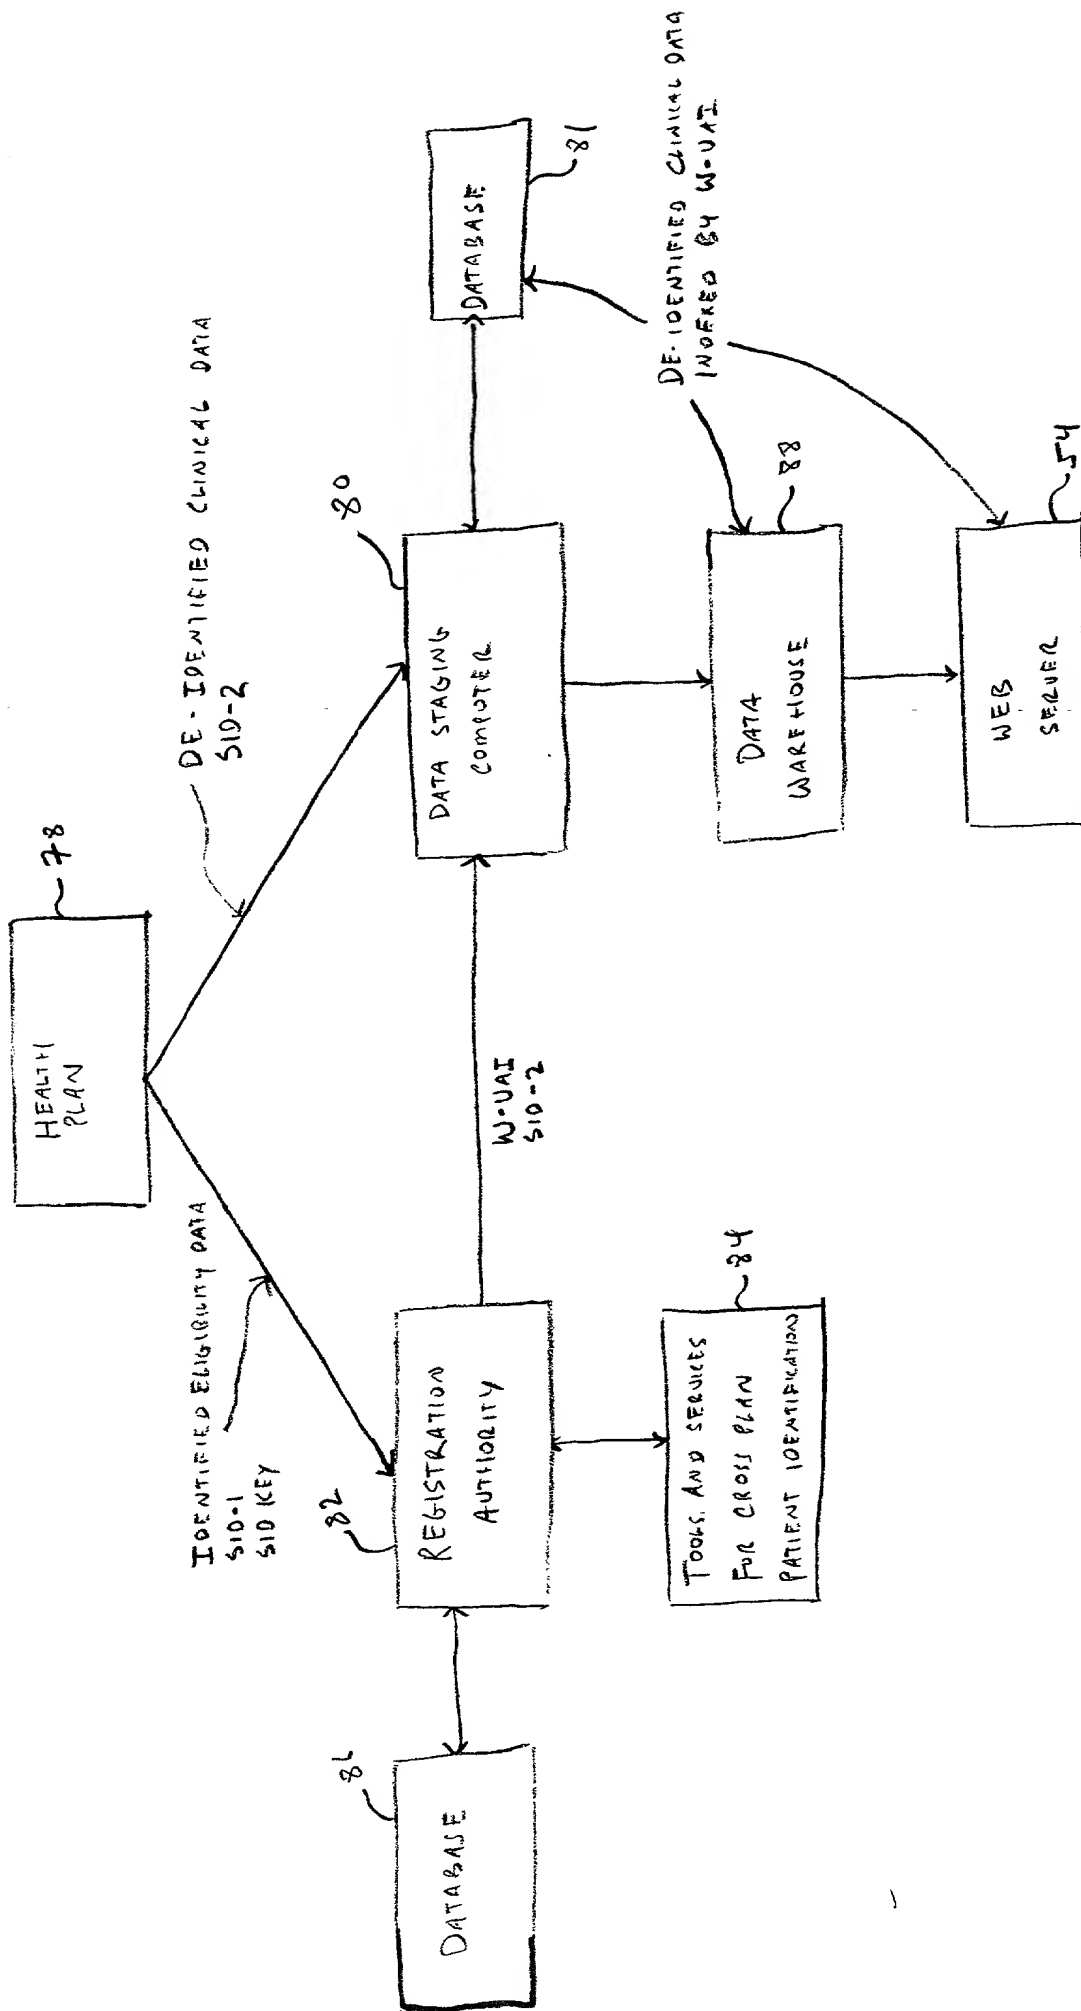 HEALTH
PLAN
78
IDENTIFIED ELIGIBILITY DATA
SID-1
SID KEY
DE-IDENTIFIED CLINICAL DATA
SID-2
86
DATABASE
82
REGISTRATION
AUTHORITY
W-UAI
SID-2
80
DATA STAGING
COMPUTER
DATABASE
81
TOOLS, AND SERVICES
FOR CROSS PLAN
PATIENT IDENTIFICATION
84
DE-IDENTIFIED CLINICAL DATA
INDEXED BY W-UAI
DATA
WAREHOUSE
88
WEB
SERVER
54